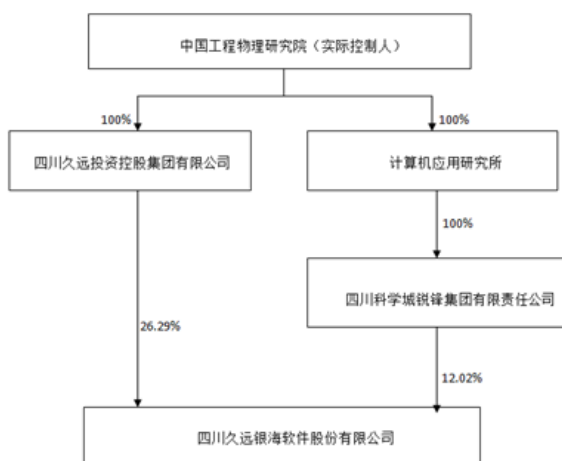 中国工程物理研究院（实际控制人）
100%
100%
四川久远投资控股集团有限公司
计算机应用研究所
100%
四川科学城锐锋集团有限责任公司
26.29%
12.02%
四川久远银海软件股份有限公司